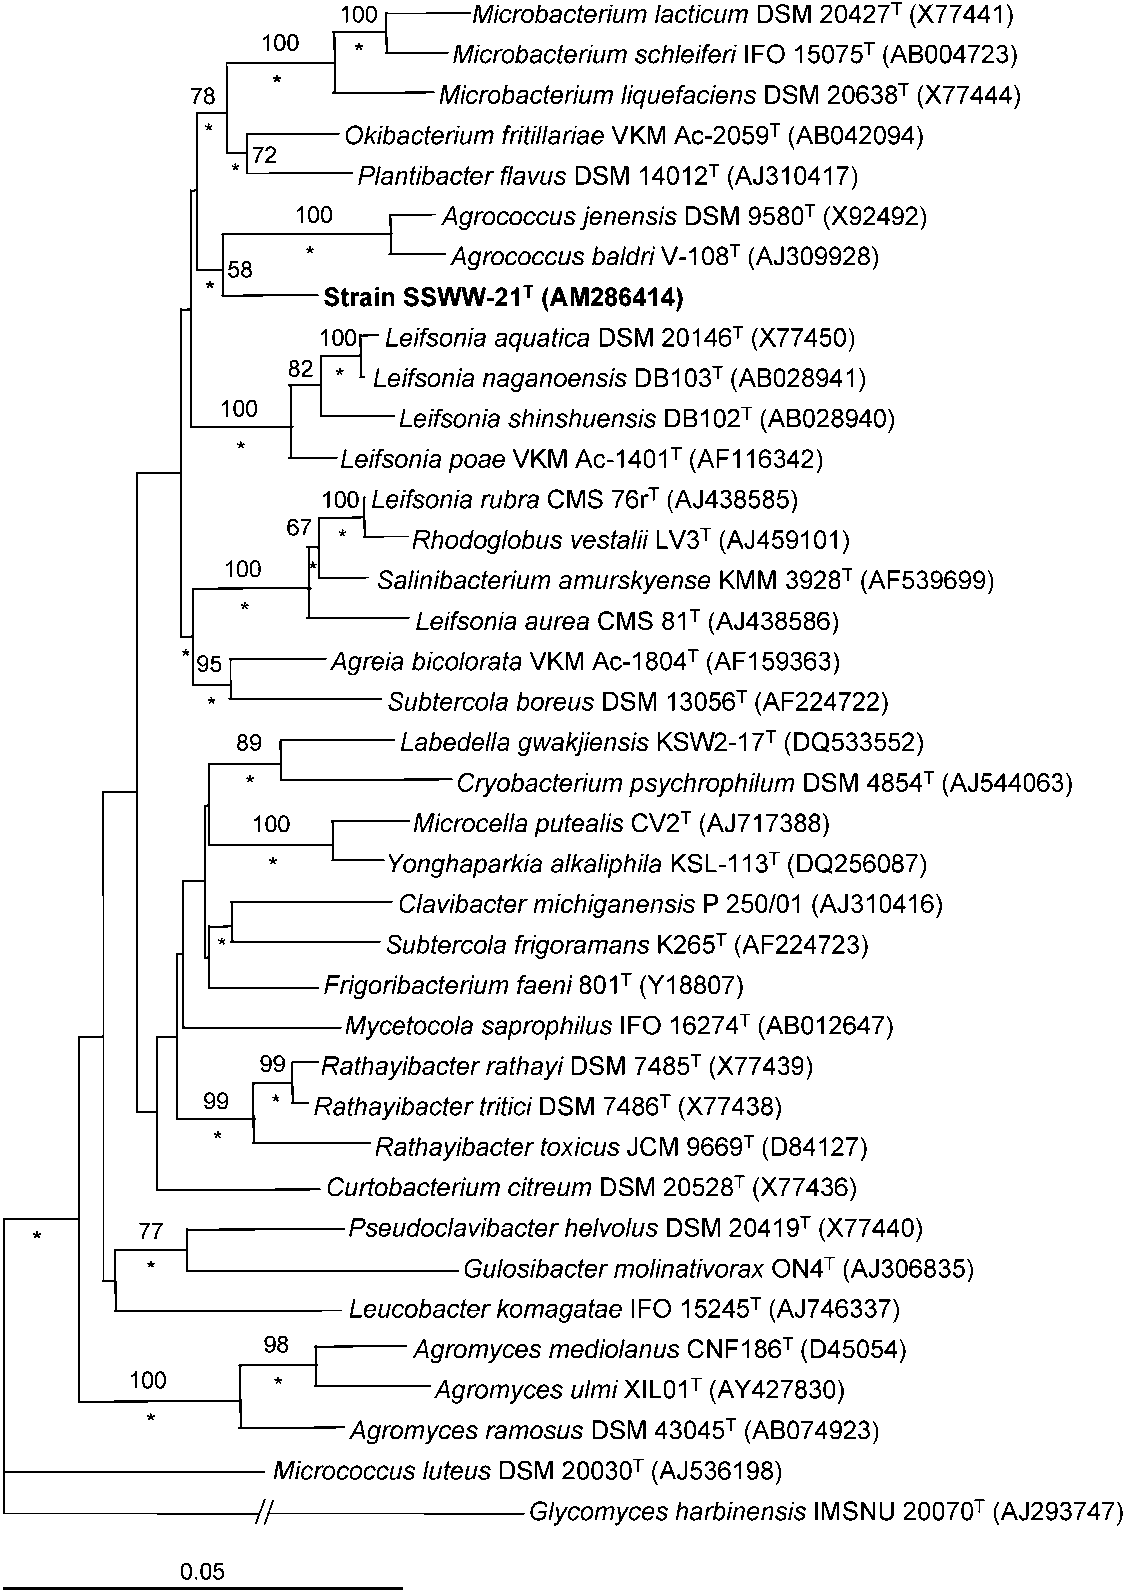 100 Microbacterium lacticum DSM 20427T (X77441)
100 * Microbacterium schleiferi IFO 15075T (AB004723)
* Microbacterium liquefaciens DSM 20638T (X77444)
78
* Okibacterium fritillariae VKM Ac-2059T (AB042094)
72
* Plantibacter flavus DSM 14012T (AJ310417)
100 Agrococcus jenensis DSM 9580T (X92492)
* Agrococcus baldri V-108T (AJ309928)
58
* Strain SSWW-21T (AM286414)
100 Leifsonia aquatica DSM 20146T (X77450)
82 * Leifsonia naganoensis DB103T (AB028941)
100 Leifsonia shinshuensis DB102T (AB028940)
* Leifsonia poae VKM Ac-1401T (AF116342)
100 Leifsonia rubra CMS 76rT (AJ438585)
67 * Rhodoglobus vestalii LV3T (AJ459101)
100 * Salinibacterium amurskyense KMM 3928T (AF539699)
* Leifsonia aurea CMS 81T (AJ438586)
* 95 Agreia bicolorata VKM Ac-1804T (AF159363)
* Subtercola boreus DSM 13056T (AF224722)
89 Labedella gwakjiensis KSW2-17T (DQ533552)
* Cryobacterium psychrophilum DSM 4854T (AJ544063)
100 Microcella putealis CV2T (AJ717388)
* Yonghaparkia alkaliphila KSL-113T (DQ256087)
Clavibacter michiganensis P 250/01 (AJ310416)
* Subtercola frigoramans K265T (AF224723)
Frigoribacterium faeni 801T (Y18807)
Mycetocola saprophilus IFO 16274T (AB012647)
99 Rathayibacter rathayi DSM 7485T (X77439)
99 * Rathayibacter tritici DSM 7486T (X77438)
* Rathayibacter toxicus JCM 9669T (D84127)
Curtobacterium citreum DSM 20528T (X77436)
* 77 Pseudoclavibacter helvolus DSM 20419T (X77440)
* Gulosibacter molinativorax ON4T (AJ306835)
Leucobacter komagatae IFO 15245T (AJ746337)
98 Agromyces mediolanus CNF186T (D45054)
100 * Agromyces ulmi XIL01T (AY427830)
* Agromyces ramosus DSM 43045T (AB074923)
Micrococcus luteus DSM 20030T (AJ536198)
Glycomyces harbinensis IMSNU 20070T (AJ293747)
0.05